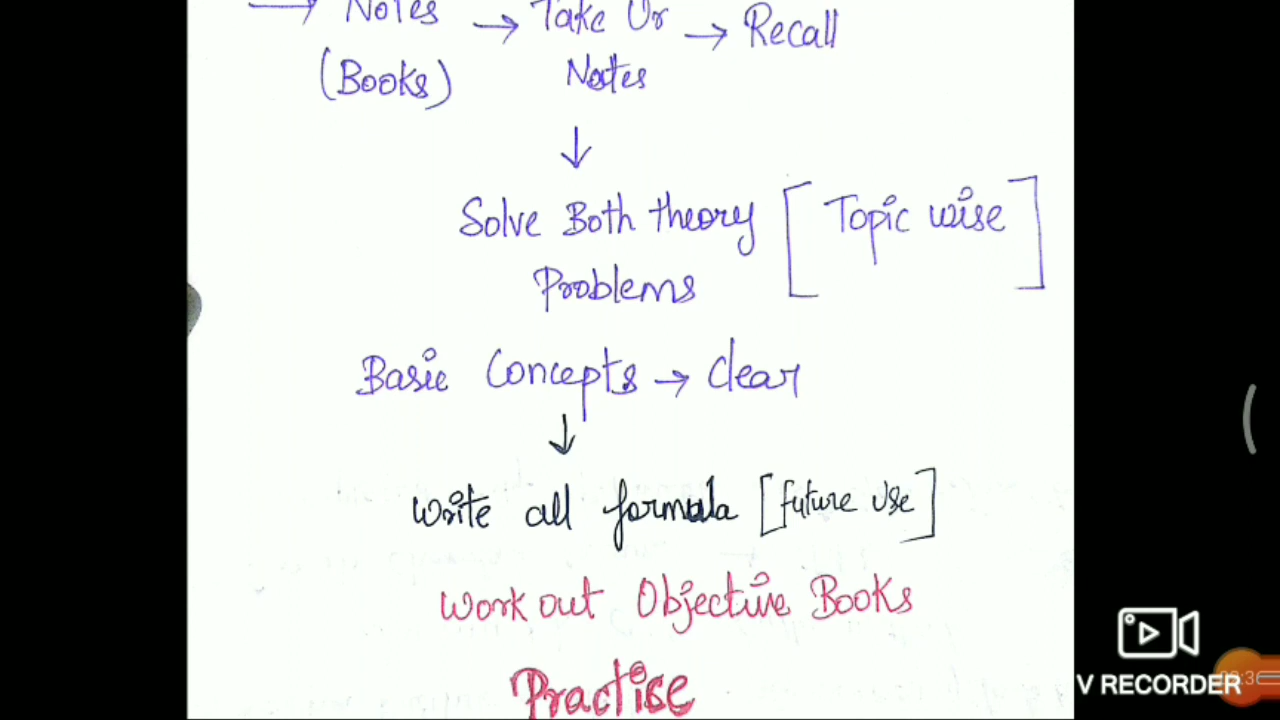 → Notes → Take Ur → Recall
(Books) Notes
↓
Solve Both theory [Topic wise]
Problems
Basic Concepts → Clear
↓
Write all formula [future use]
Work out Objective Books
Practise
V RECORDER